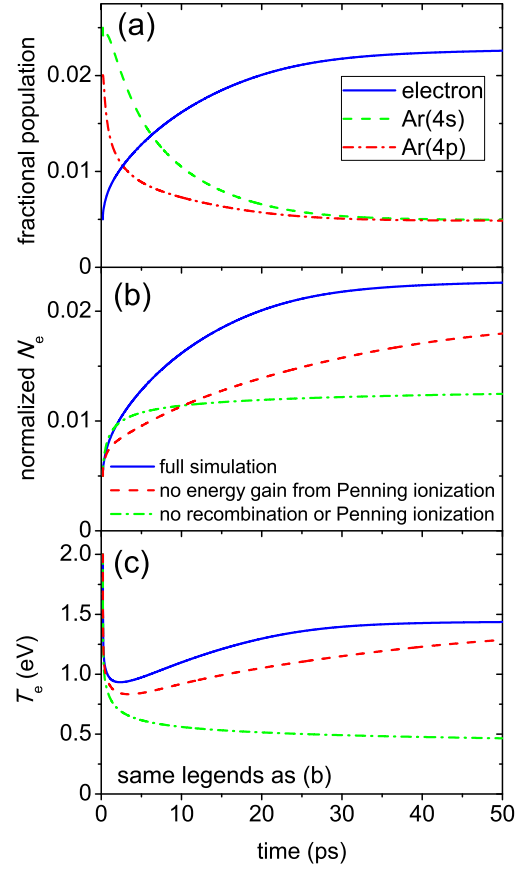 (a)
0.02
0.01
0
fractional population
electron
Ar(4s)
Ar(4p)
(b)
0.02
0.01
0
normalized Ne
full simulation
no energy gain from Penning ionization
no recombination or Penning ionization
(c)
2.0
1.5
1.0
0.5
0
Te (eV)
same legends as (b)
0 10 20 30 40 50
time (ps)